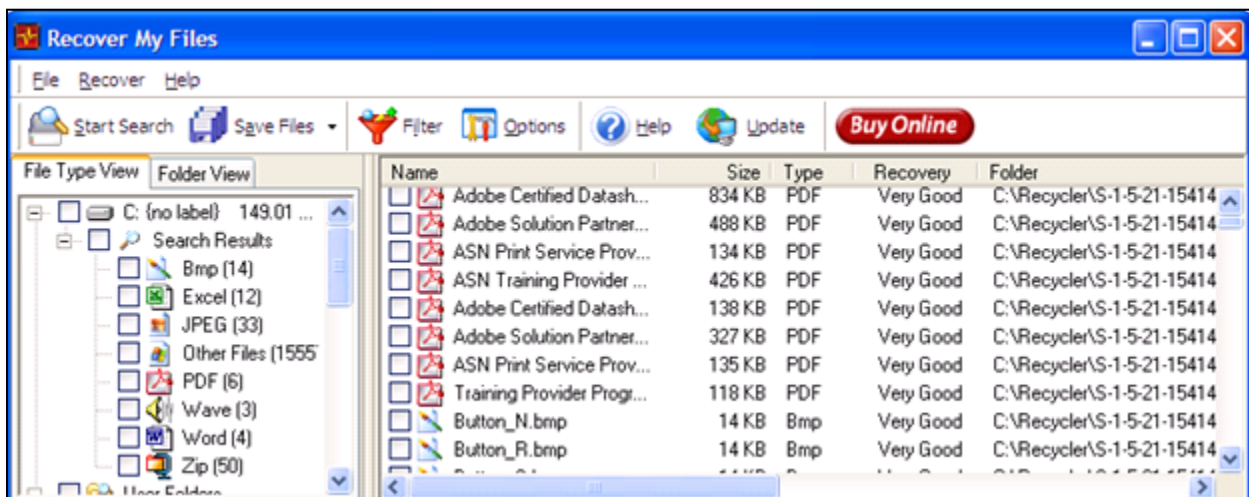 Recover My Files
File Recover Help
Start Search Save Files Filter Options Help Update Buy Online
File Type View Folder View
Name Size Type Recovery Folder
C: {no label} 149.01 ...
Search Results
Bmp (14)
Excel (12)
JPEG (33)
Other Files (1555
PDF (6)
Wave (3)
Word (4)
Zip (50)
User Folders
Adobe Certified Datash... 834 KB PDF Very Good C:\Recycler\S-1-5-21-15414
Adobe Solution Partner... 488 KB PDF Very Good C:\Recycler\S-1-5-21-15414
ASN Print Service Prov... 134 KB PDF Very Good C:\Recycler\S-1-5-21-15414
ASN Training Provider ... 426 KB PDF Very Good C:\Recycler\S-1-5-21-15414
Adobe Certified Datash... 138 KB PDF Very Good C:\Recycler\S-1-5-21-15414
Adobe Solution Partner... 327 KB PDF Very Good C:\Recycler\S-1-5-21-15414
ASN Print Service Prov... 135 KB PDF Very Good C:\Recycler\S-1-5-21-15414
Training Provider Progr... 118 KB PDF Very Good C:\Recycler\S-1-5-21-15414
Button_N.bmp 14 KB Bmp Very Good C:\Recycler\S-1-5-21-15414
Button_R.bmp 14 KB Bmp Very Good C:\Recycler\S-1-5-21-15414